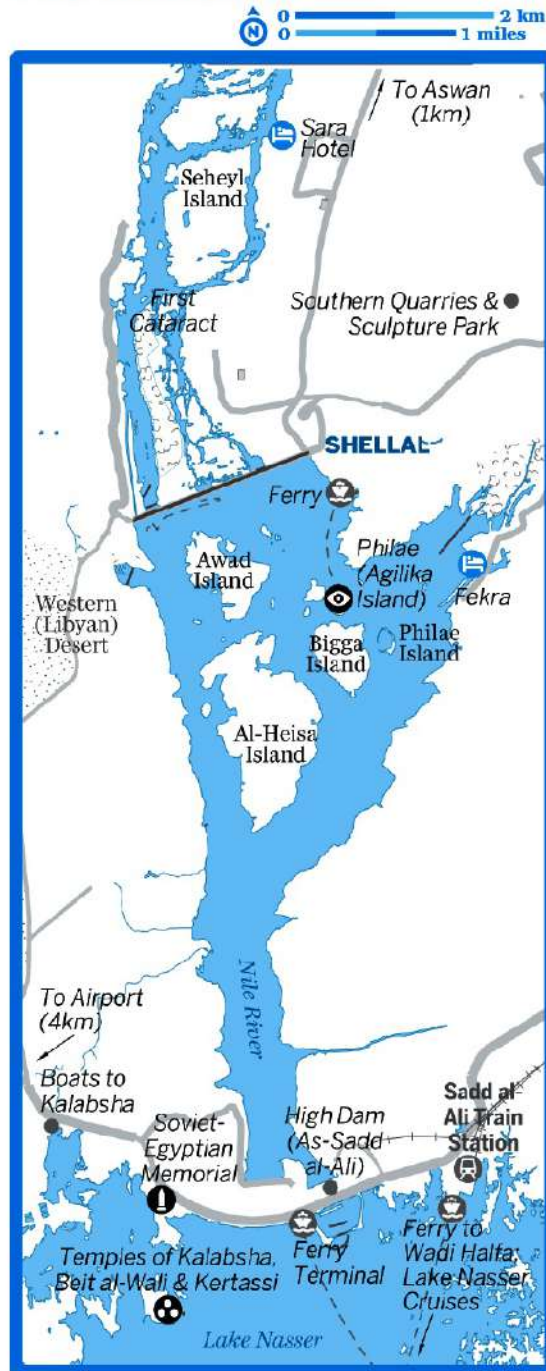 0 2 km
N 0 1 miles
To Aswan
(1km)
Sara
Hotel
Seheyl
Island
First
Cataract
Southern Quarries &
Sculpture Park
SHELLAL
Ferry
Philae
(Agilika
Island)
Awad
Island
Fekra
Western
(Libyan)
Desert
Bigga
Island
Philae
Island
Al-Heisa
Island
Nile River
To Airport
(4km)
Boats to
Kalabsha
Soviet-
Egyptian
Memorial
High Dam
(As-Sadd
al-Ali)
Sadd al-
Ali Train
Station
Temples of Kalabsha,
Beit al-Wali & Kertassi
Ferry
Terminal
Ferry to
Wadi Halfa;
Lake Nasser
Cruises
Lake Nasser